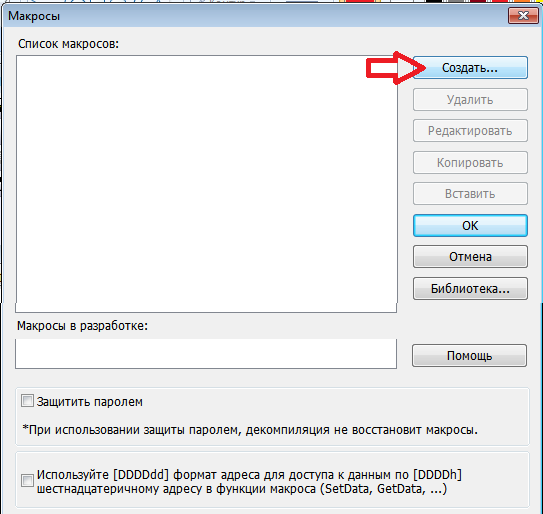 Макросы
Список макросов:
Создать...
Удалить
Редактировать
Копировать
Вставить
OK
Отмена
Библиотека...
Макросы в разработке:
Помощь
Защитить паролем
*При использовании защиты паролем, декомпиляция не восстановит макросы.
Используйте [DDDDdd] формат адреса для доступа к данным по [DDDDh]
шестнадцатеричному адресу в функции макроса (SetData, GetData, ...)